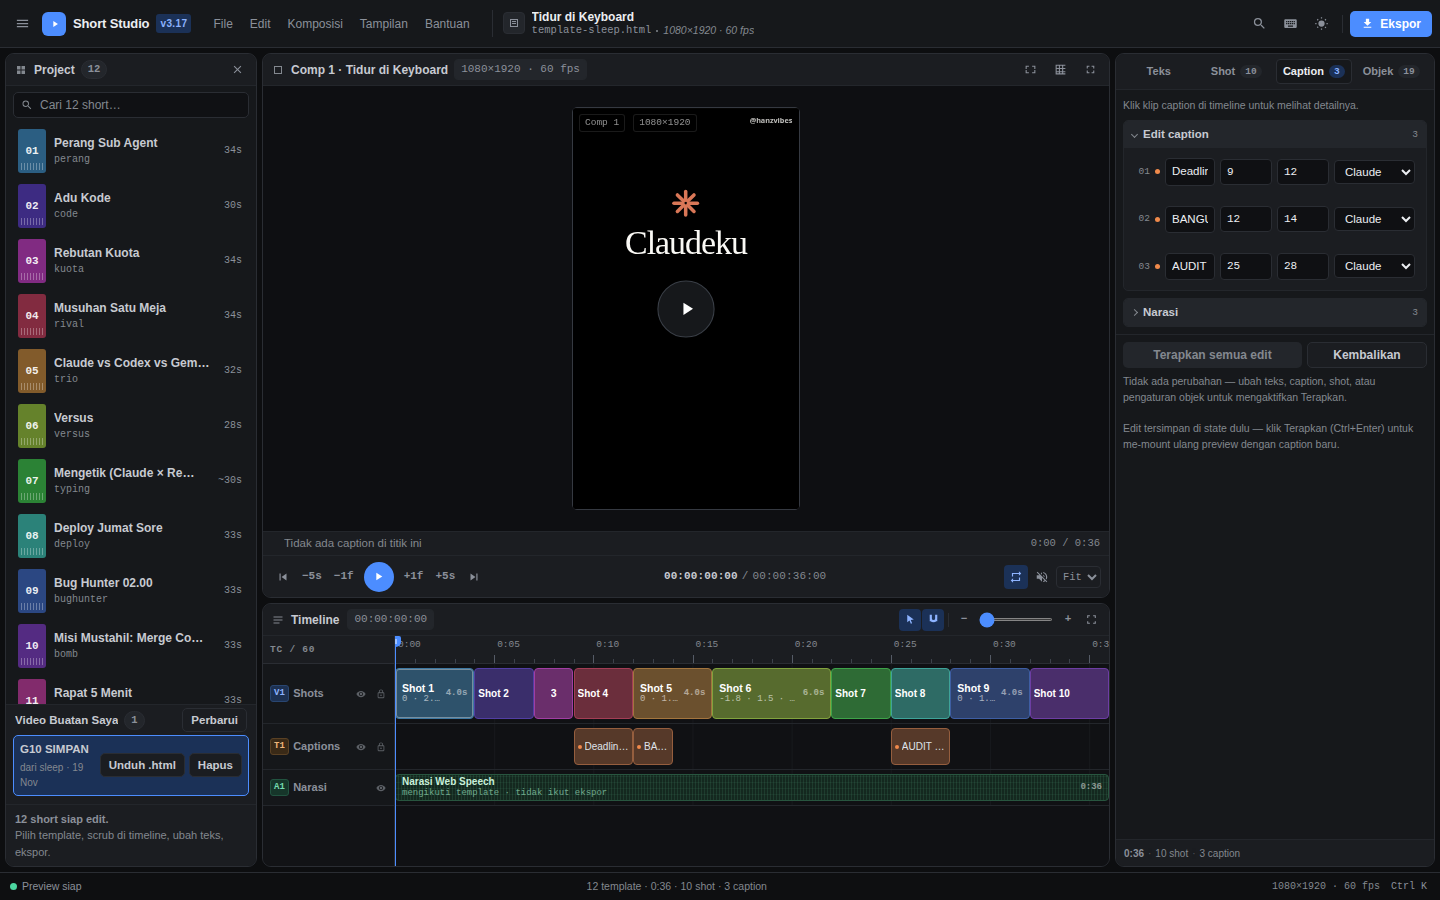 Short Studio v3.17 File Edit Komposisi Tampilan Bantuan
Tidur di Keyboard
template-sleep.html · 1080×1920 · 60 fps
Ekspor
Project 12
Cari 12 short…
01 Perang Sub Agent 34s
perang
02 Adu Kode 30s
code
03 Rebutan Kuota 34s
kuota
04 Musuhan Satu Meja 34s
rival
05 Claude vs Codex vs Gem… 32s
trio
06 Versus 28s
versus
07 Mengetik (Claude × Re… ~30s
typing
08 Deploy Jumat Sore 33s
deploy
09 Bug Hunter 02.00 33s
bughunter
10 Misi Mustahil: Merge Co… 33s
bomb
11 Rapat 5 Menit 33s
Video Buatan Saya 1 Perbarui
G10 SIMPAN
dari sleep · 19
Nov
Unduh .html Hapus
12 short siap edit.
Pilih template, scrub di timeline, ubah teks,
ekspor.
Comp 1 · Tidur di Keyboard 1080×1920 · 60 fps
Comp 1 1080×1920 @hanzvibes
Claudeku
Tidak ada caption di titik ini 0:00 / 0:36
−5s −1f +1f +5s 00:00:00:00 / 00:00:36:00 Fit
Timeline 00:00:00:00 − +
TC / 60 0:00 0:05 0:10 0:15 0:20 0:25 0:30 0:3
V1 Shots
Shot 1 4.0s
0 · 2.…
Shot 2
3
Shot 4
Shot 5 4.0s
0 · 1.…
Shot 6 6.0s
-1.8 · 1.5 · …
Shot 7
Shot 8
Shot 9 4.0s
0 · 1.…
Shot 10
T1 Captions Deadlin… BA… AUDIT …
A1 Narasi
Narasi Web Speech
mengikuti template · tidak ikut ekspor 0:36
Teks Shot 10 Caption 3 Objek 19
Klik klip caption di timeline untuk melihat detailnya.
Edit caption 3
01 Deadlin 9 12 Claude
02 BANGU 12 14 Claude
03 AUDIT 25 28 Claude
Narasi 3
Terapkan semua edit Kembalikan
Tidak ada perubahan — ubah teks, caption, shot, atau
pengaturan objek untuk mengaktifkan Terapkan.
Edit tersimpan di state dulu — klik Terapkan (Ctrl+Enter) untuk
me-mount ulang preview dengan caption baru.
0:36 · 10 shot · 3 caption
Preview siap 12 template · 0:36 · 10 shot · 3 caption 1080×1920 · 60 fps Ctrl K